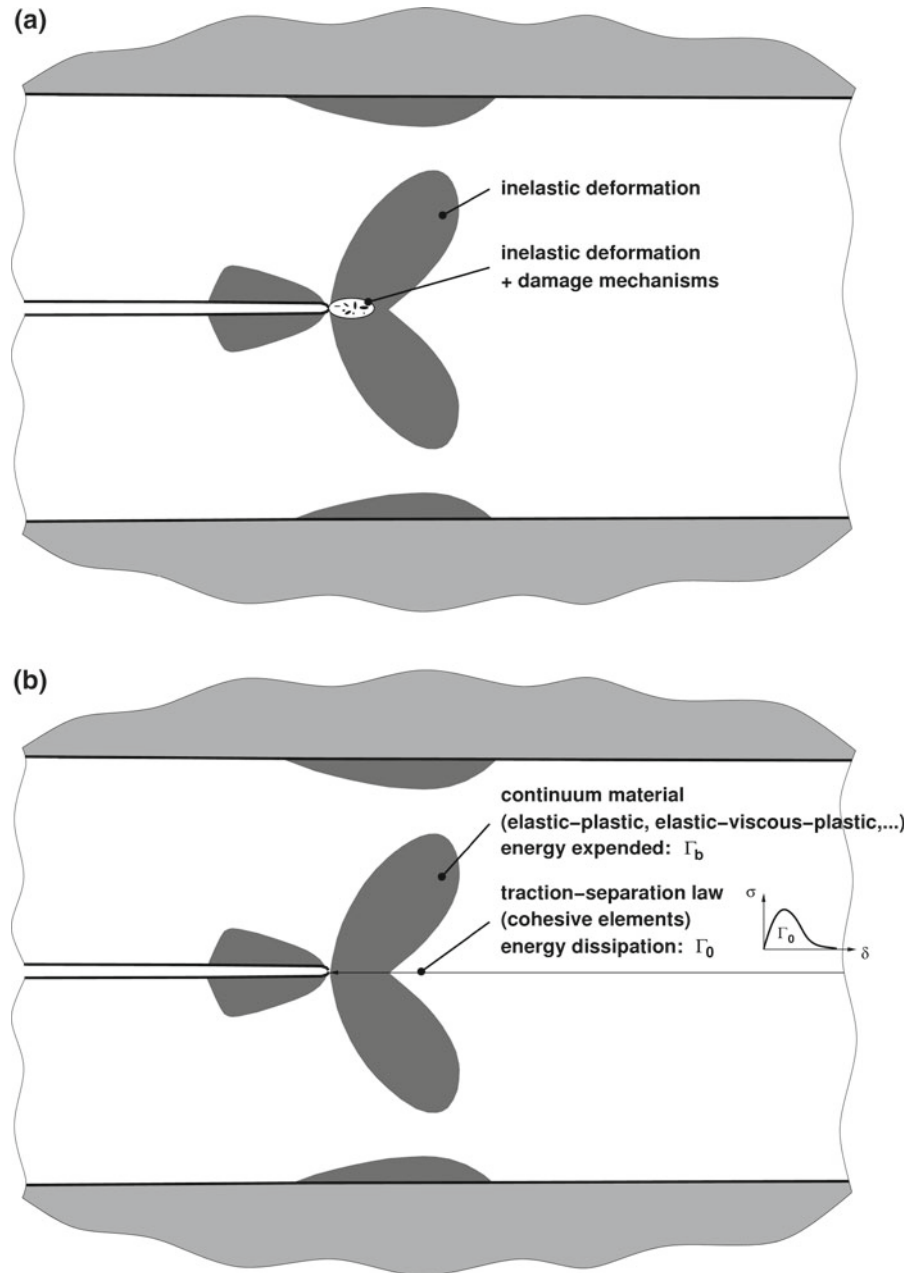 (a)
inelastic deformation
inelastic deformation
+ damage mechanisms
(b)
continuum material
(elastic−plastic, elastic−viscous−plastic,...)
energy expended: Γb
traction−separation law
(cohesive elements)
energy dissipation: Γ0
σ
Γ0
δ